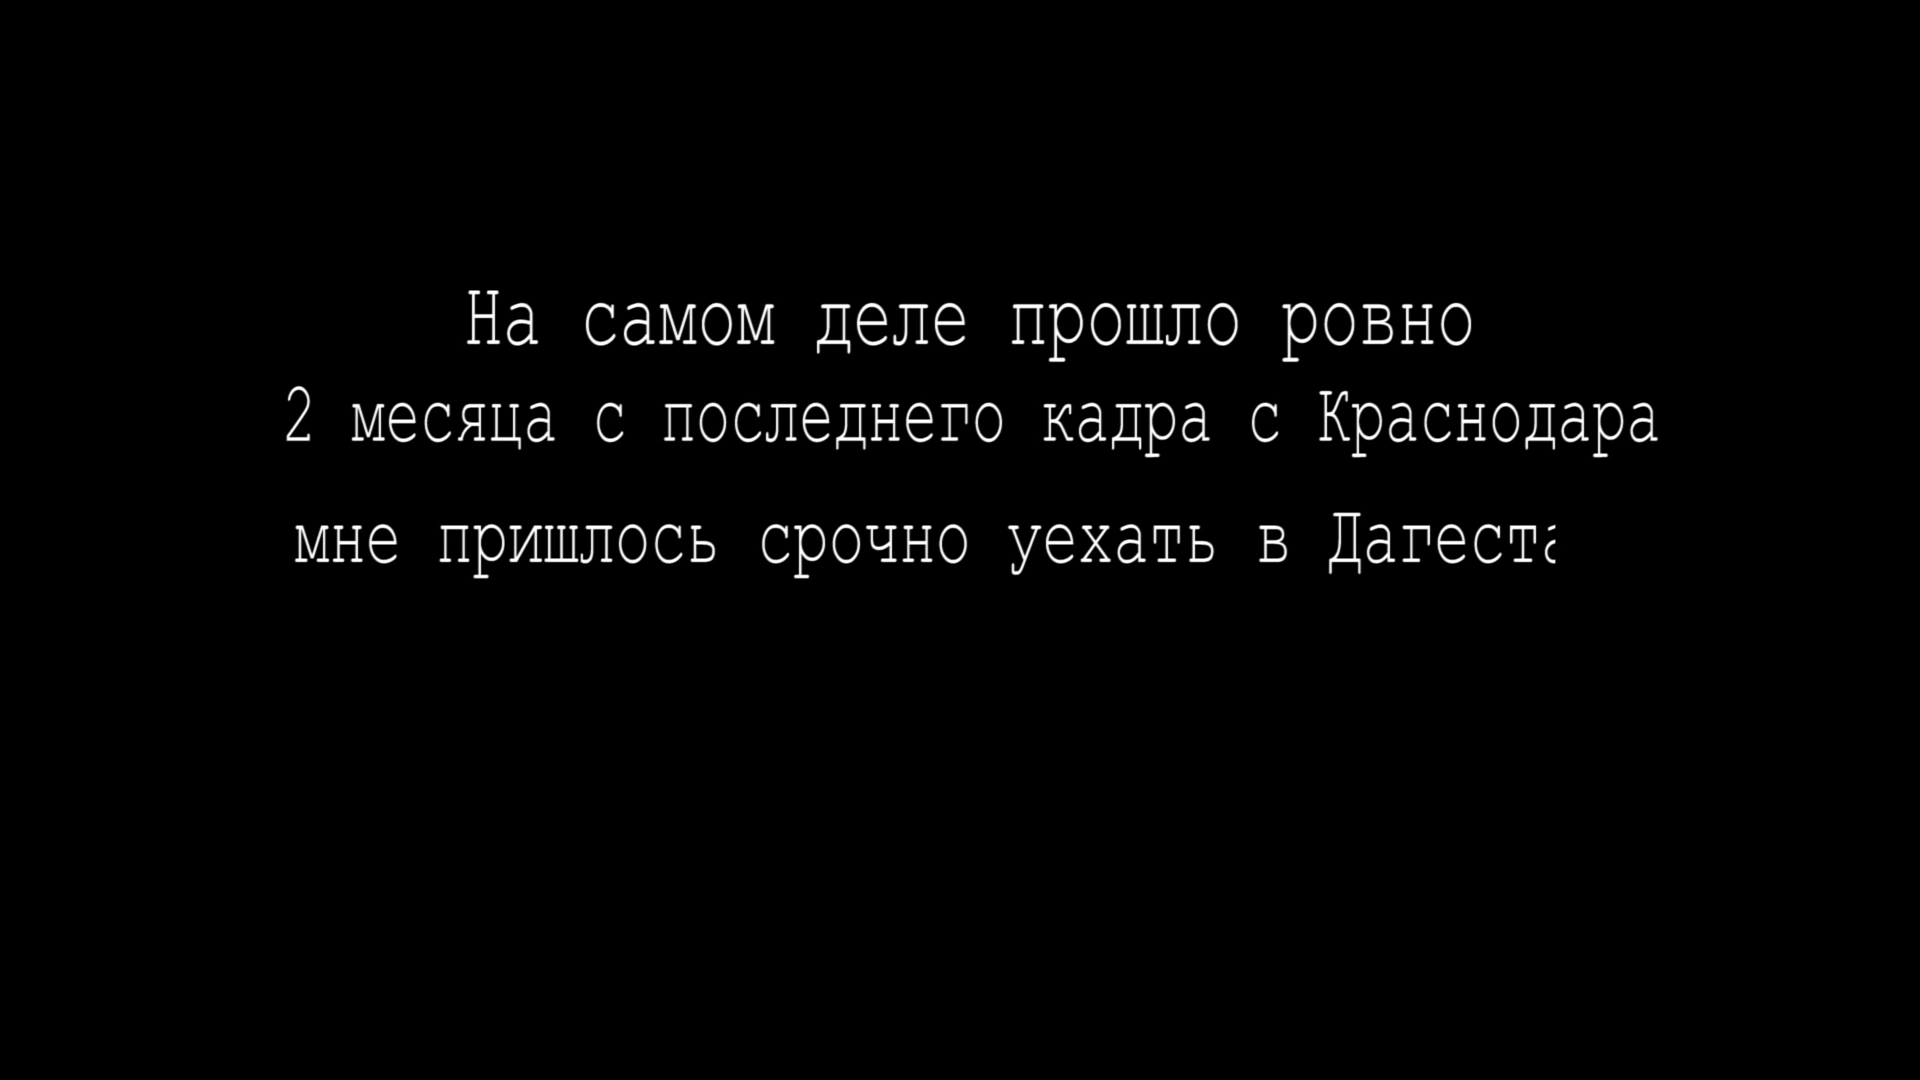 На самом деле прошло ровно
2 месяца с последнего кадра с Краснодара
мне пришлось срочно уехать в Дагеста